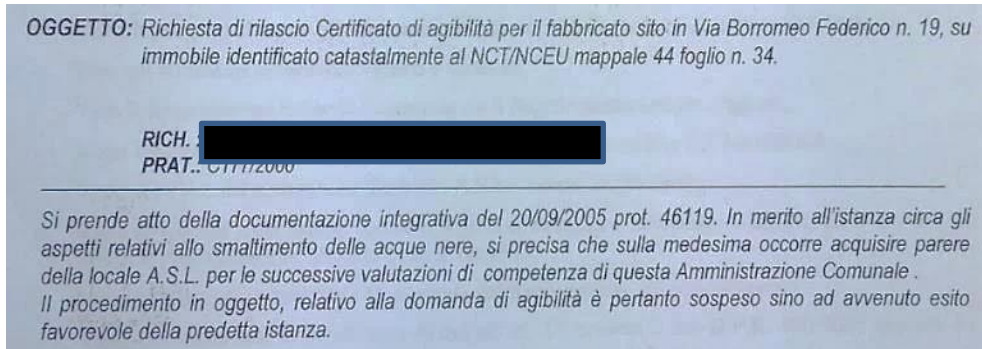 OGGETTO: Richiesta di rilascio Certificato di agibilità per il fabbricato sito in Via Borromeo Federico n. 19, su
immobile identificato catastalmente al NCT/NCEU mappale 44 foglio n. 34.
RICH.
PRAT.:
Si prende atto della documentazione integrativa del 20/09/2005 prot. 46119. In merito all'istanza circa gli
aspetti relativi allo smaltimento delle acque nere, si precisa che sulla medesima occorre acquisire parere
della locale A.S.L. per le successive valutazioni di competenza di questa Amministrazione Comunale .
Il procedimento in oggetto, relativo alla domanda di agibilità è pertanto sospeso sino ad avvenuto esito
favorevole della predetta istanza.